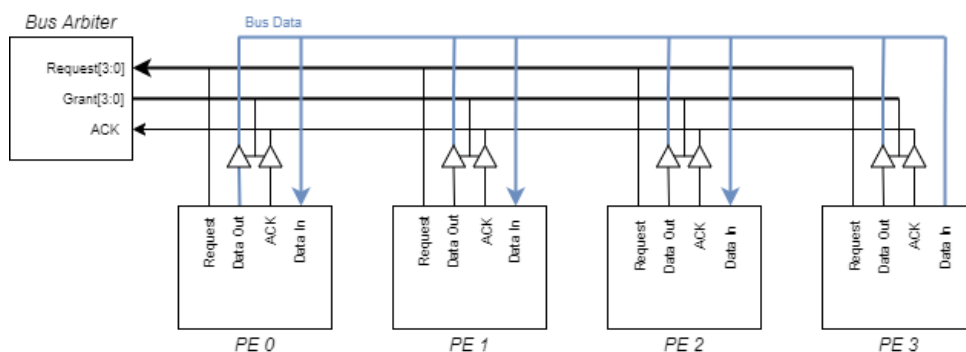 Bus Arbiter
Bus Data
Request[3:0]
Grant[3:0]
ACK
Request
Data Out
ACK
Data In
Request
Data Out
ACK
Data In
Request
Data Out
ACK
Data In
Request
Data Out
ACK
Data In
PE 0
PE 1
PE 2
PE 3